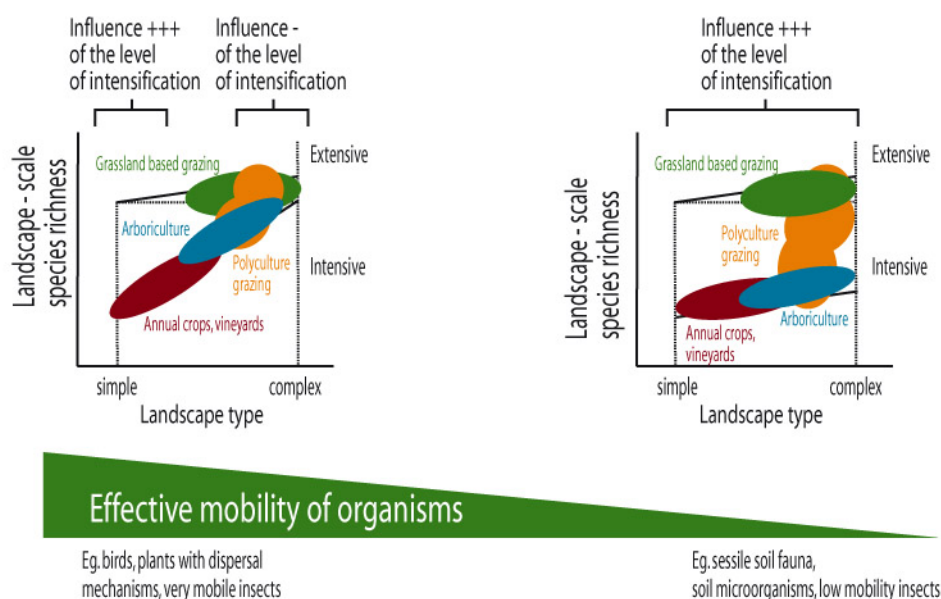 Influence +++
of the level
of intensification
Influence -
of the level
of intensification
Landscape - scale
species richness
Grassland based grazing
Extensive
Arboriculture
Polyculture
grazing
Intensive
Annual crops, vineyards
simple
complex
Landscape type
Influence +++
of the level
of intensification
Landscape - scale
species richness
Grassland based grazing
Extensive
Polyculture
grazing
Intensive
Annual crops,
vineyards
Arboriculture
simple
complex
Landscape type
Effective mobility of organisms
Eg. birds, plants with dispersal
mechanisms, very mobile insects
Eg. sessile soil fauna,
soil microorganisms, low mobility insects